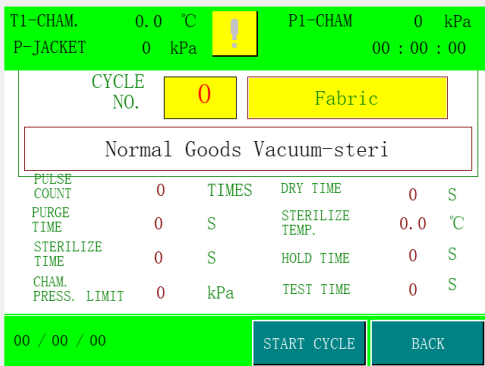 T1-CHAM. 0.0 ℃ P1-CHAM 0 kPa
P-JACKET 0 kPa 00 : 00 : 00
CYCLE NO. 0 Fabric
Normal Goods Vacuum-steri
PULSE COUNT 0 TIMES DRY TIME 0 S
PURGE TIME 0 S STERILIZE TEMP. 0.0 ℃
STERILIZE TIME 0 S HOLD TIME 0 S
CHAM. PRESS. LIMIT 0 kPa TEST TIME 0 S
00 / 00 / 00 START CYCLE BACK